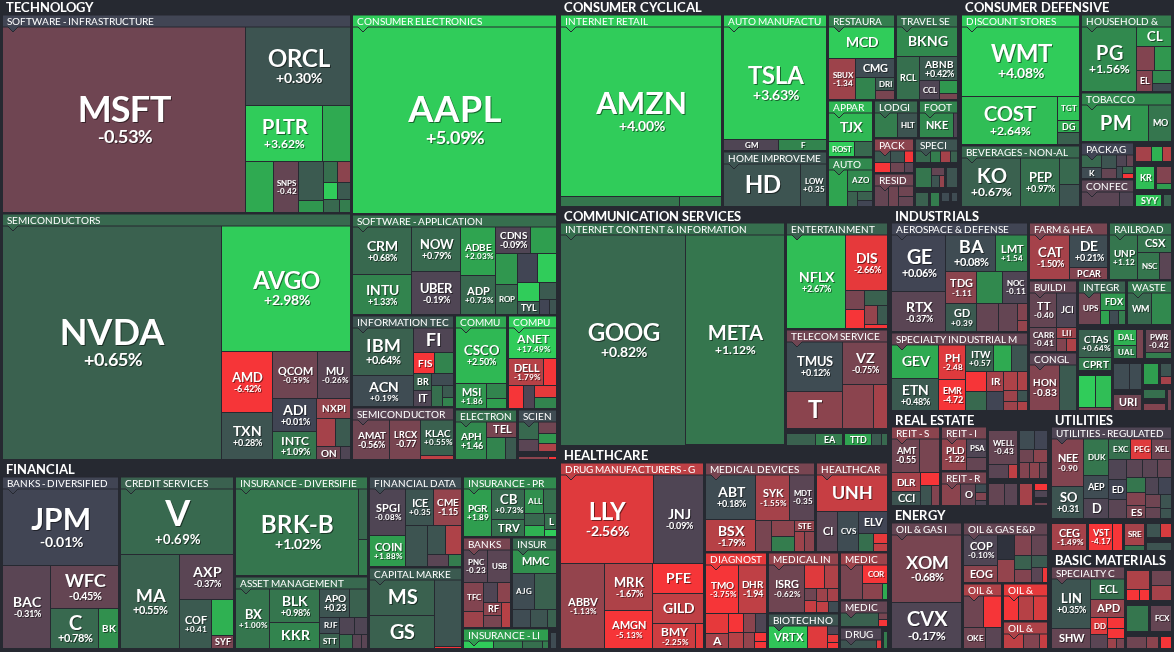 TECHNOLOGY
SOFTWARE - INFRASTRUCTURE
MSFT
-0.53%
ORCL
+0.30%
PLTR
+3.62%
SNPS
-0.42
CONSUMER ELECTRONICS
AAPL
+5.09%
SEMICONDUCTORS
NVDA
+0.65%
AVGO
+2.98%
AMD
-6.42%
QCOM
-0.59%
MU
-0.26%
ADI
+0.01%
NXPI
TXN
+0.28%
INTC
+1.09%
ON
SOFTWARE - APPLICATION
CRM
+0.68%
NOW
+0.79%
ADBE
+2.03%
CDNS
-0.09%
INTU
+1.33%
UBER
-0.19%
ADP
+0.73%
ROP
TYL
INFORMATION TEC
IBM
+0.64%
FI
FIS
ACN
+0.19%
BR
IT
COMMU
CSCO
+2.50%
MSI
+1.86
COMPU
ANET
+17.49%
DELL
-1.79%
SEMICONDUCTOR
AMAT
-0.56%
LRCX
-0.77
KLAC
+0.55%
ELECTRON
APH
+1.46
TEL
SCIEN
CONSUMER CYCLICAL
INTERNET RETAIL
AMZN
+4.00%
AUTO MANUFACTU
TSLA
+3.63%
GM
F
HOME IMPROVEME
HD
LOW
+0.35
RESTAURA
MCD
SBUX
-1.34
CMG
DRI
TRAVEL SE
BKNG
RCL
ABNB
+0.42%
CCL
APPAR
TJX
ROST
LODGI
HLT
FOOT
NKE
AUTO
AZO
PACK
SPECI
RESID
CONSUMER DEFENSIVE
DISCOUNT STORES
WMT
+4.08%
COST
+2.64%
TGT
DG
HOUSEHOLD &
PG
+1.56%
CL
EL
TOBACCO
PM
MO
BEVERAGES - NON-AL
KO
+0.67%
PEP
+0.97%
PACKAG
K
KR
CONFEC
SYY
COMMUNICATION SERVICES
INTERNET CONTENT & INFORMATION
GOOG
+0.82%
META
+1.12%
ENTERTAINMENT
NFLX
+2.67%
DIS
-2.66%
TELECOM SERVICE
TMUS
+0.12%
VZ
-0.75%
T
EA
TTD
INDUSTRIALS
AEROSPACE & DEFENSE
GE
+0.06%
BA
+0.08%
LMT
+1.54
RTX
-0.37%
TDG
-1.11
NOC
-0.11
GD
+0.39
FARM & HEA
CAT
-1.50%
DE
+0.21%
PCAR
RAILROAD
UNP
+1.12
CSX
NSC
BUILDI
TT
-0.40
JCI
CARR
-0.41
LII
INTEGR
UPS
FDX
WASTE
WM
SPECIALTY INDUSTRIAL M
GEV
PH
-2.48
ITW
+0.57
ETN
+0.48%
EMR
-4.72
IR
CONGL
HON
-0.83
CTAS
+0.64%
CPRT
DAL
UAL
PWR
-0.42
URI
FINANCIAL
BANKS - DIVERSIFIED
JPM
-0.01%
BAC
-0.31%
WFC
-0.45%
C
+0.78%
BK
CREDIT SERVICES
V
+0.69%
MA
+0.55%
AXP
-0.37%
COF
+0.41
SYF
INSURANCE - DIVERSIFIE
BRK-B
+1.02%
ASSET MANAGEMENT
BX
+1.00%
BLK
+0.98%
APO
+0.23
KKR
RJF
STT
FINANCIAL DATA
SPGI
-0.08%
ICE
+0.35
CME
-1.15
COIN
+1.88%
CAPITAL MARKE
MS
GS
INSURANCE - PR
PGR
+1.89
CB
+0.73%
ALL
TRV
L
BANKS
PNC
-0.23
USB
TFC
RF
INSUR
MMC
AJG
INSURANCE - LI
HEALTHCARE
DRUG MANUFACTURERS - G
LLY
-2.56%
JNJ
-0.09%
ABBV
-1.13%
MRK
-1.67%
PFE
AMGN
-5.13%
GILD
BMY
-2.25%
MEDICAL DEVICES
ABT
+0.18%
SYK
-1.55%
MDT
-0.35
BSX
-1.79%
STE
HEALTHCAR
UNH
CI
CVS
ELV
DIAGNOST
TMO
-3.75%
DHR
-1.94
A
MEDICAL IN
ISRG
-0.62%
MEDIC
COR
BIOTECHNO
VRTX
MEDIC
DRUG
REAL ESTATE
REIT - S
AMT
-0.55
DLR
CCI
REIT - I
PLD
-1.22
PSA
WELL
-0.43
REIT - R
O
UTILITIES
UTILITIES - REGULATED
NEE
-0.90
DUK
EXC
PEG
XEL
SO
+0.31
AEP
ED
D
ES
CEG
-1.49%
VST
-4.17
SRE
ENERGY
OIL & GAS I
XOM
-0.68%
CVX
-0.17%
OIL & GAS E&P
COP
-0.10%
EOG
OIL &
OIL &
OKE
OIL &
BASIC MATERIALS
SPECIALTY C
LIN
+0.35%
ECL
APD
DD
SHW
FCX